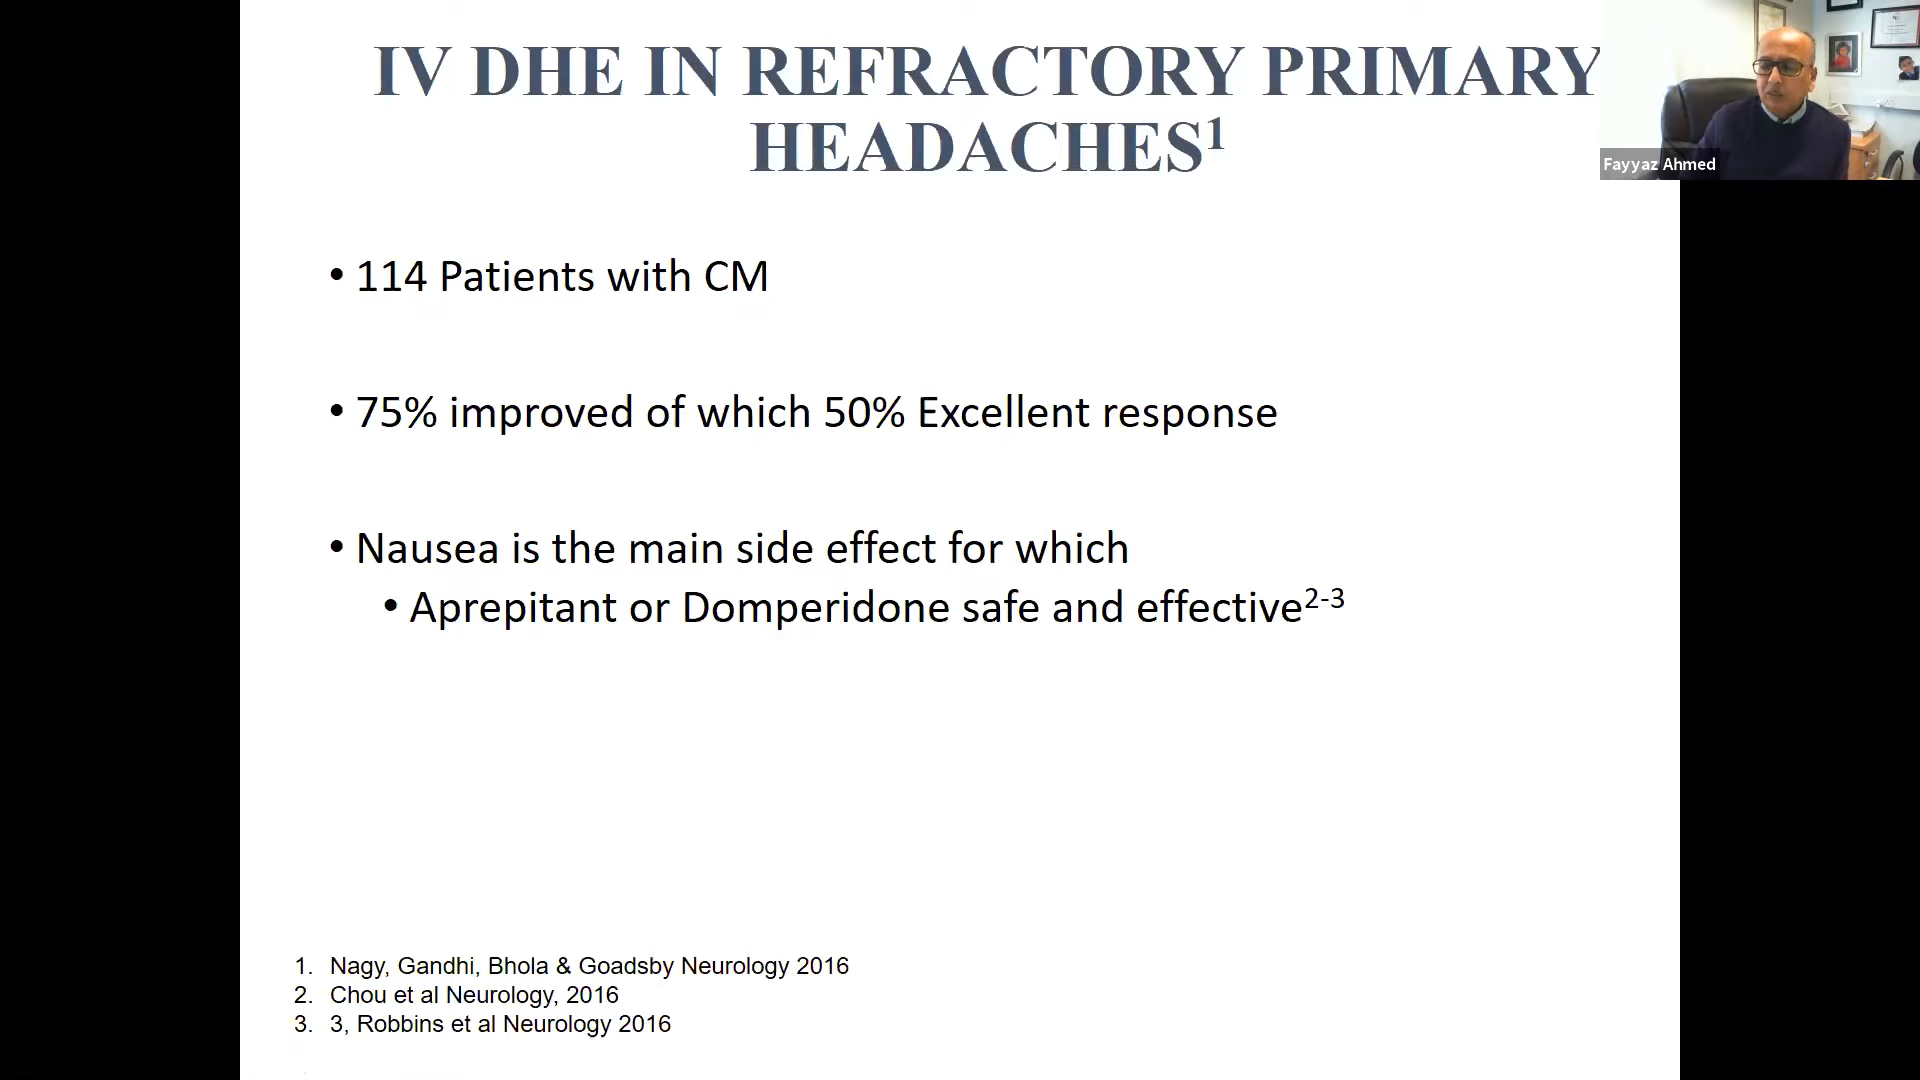 IV DHE IN REFRACTORY PRIMARY
HEADACHES¹
Fayyaz Ahmed
• 114 Patients with CM
• 75% improved of which 50% Excellent response
• Nausea is the main side effect for which
• Aprepitant or Domperidone safe and effective²⁻³
1. Nagy, Gandhi, Bhola & Goadsby Neurology 2016
2. Chou et al Neurology, 2016
3. 3, Robbins et al Neurology 2016